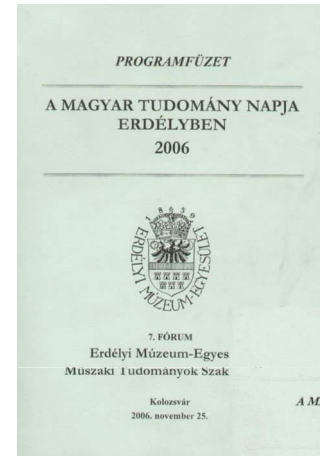 PROGRAMFÜZET
A MAGYAR TUDOMÁNY NAPJA
ERDÉLYBEN
2006
1859
ERDÉLYI MÚZEUM-EGYESÜLET
7. FÓRUM
Erdélyi Múzeum-Egyes
Műszaki Tudományok Szak
Kolozsvár
2006. november 25.
A M